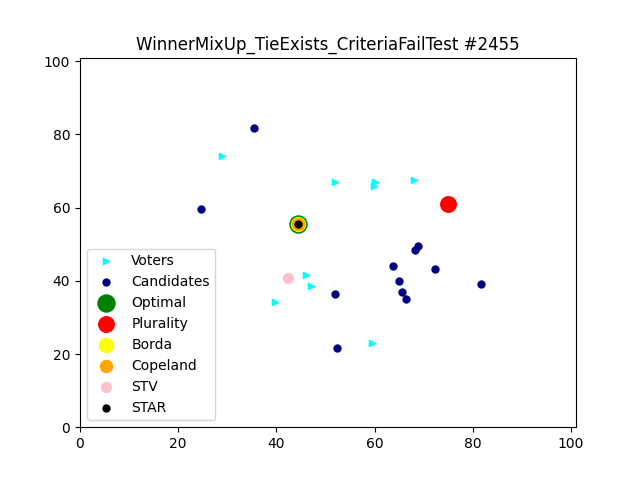 WinnerMixUp_TieExists_CriteriaFailTest #2455
100
80
60
40
20
0
Voters
Candidates
Optimal
Plurality
Borda
Copeland
STV
STAR
0 20 40 60 80 100